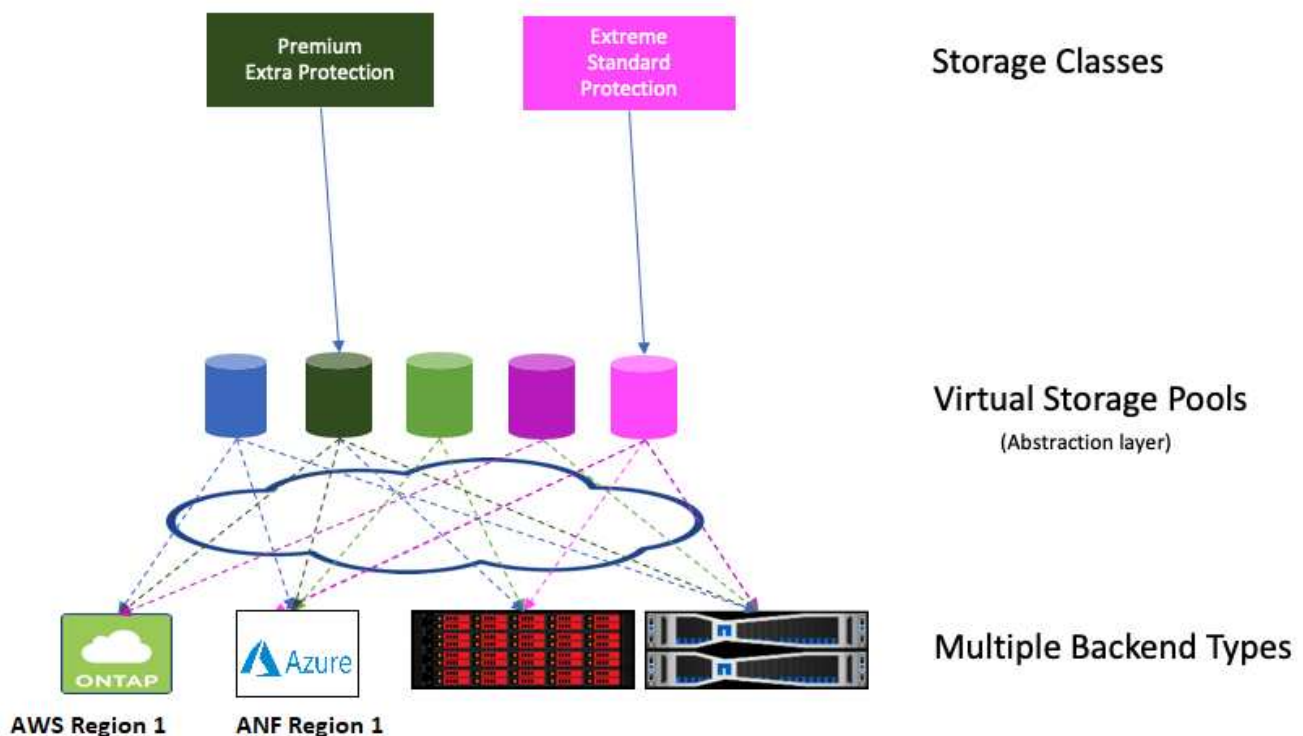 Premium
Extra Protection
Extreme
Standard
Protection
Storage Classes
Virtual Storage Pools
(Abstraction layer)
ONTAP
Azure
Multiple Backend Types
AWS Region 1
ANF Region 1